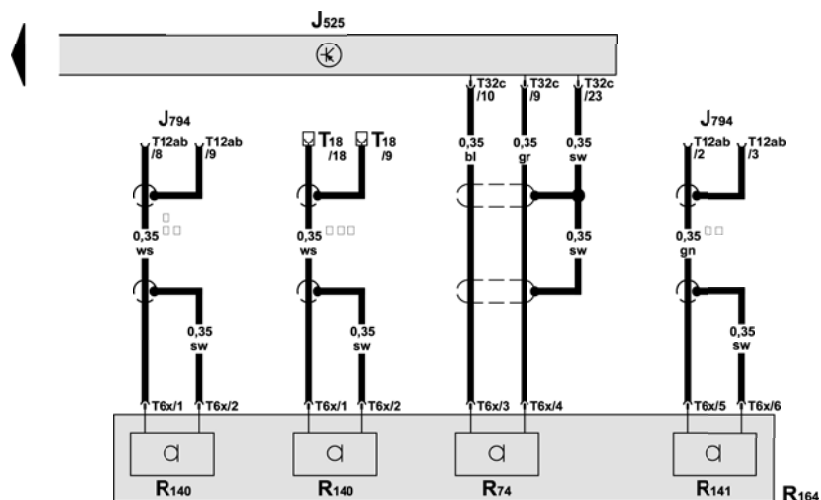 J525
T32c /10
T32c /9
T32c /23
J794
T12ab /8
T12ab /9
T18 /18
T18 /9
J794
T12ab /2
T12ab /3
0,35 bl
0,35 gr
0,35 sw
0,35 ws
0,35 ws
0,35 sw
0,35 gn
0,35 sw
0,35 sw
0,35 sw
T6x/1
T6x/2
T6x/1
T6x/2
T6x/3
T6x/4
T6x/5
T6x/6
R140
R140
R74
R141
R164